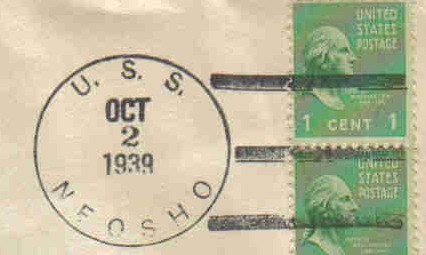 U. S. S.
OCT
2
1939
NEOSHO
UNITED
STATES
POSTAGE
1 CENT 1
UNITED
STATES
POSTAGE